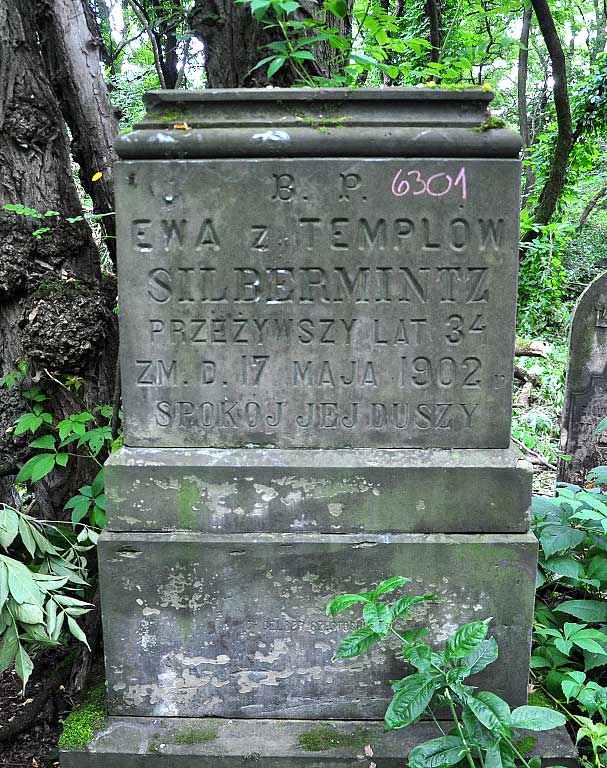 B. P. 6301
EWA z TEMPLÓW
SILBERMINTZ
PRZEŻYWSZY LAT 34
ZM. D. 17 MAJA 1902 R.
SPOKÓJ JEJ DUSZY